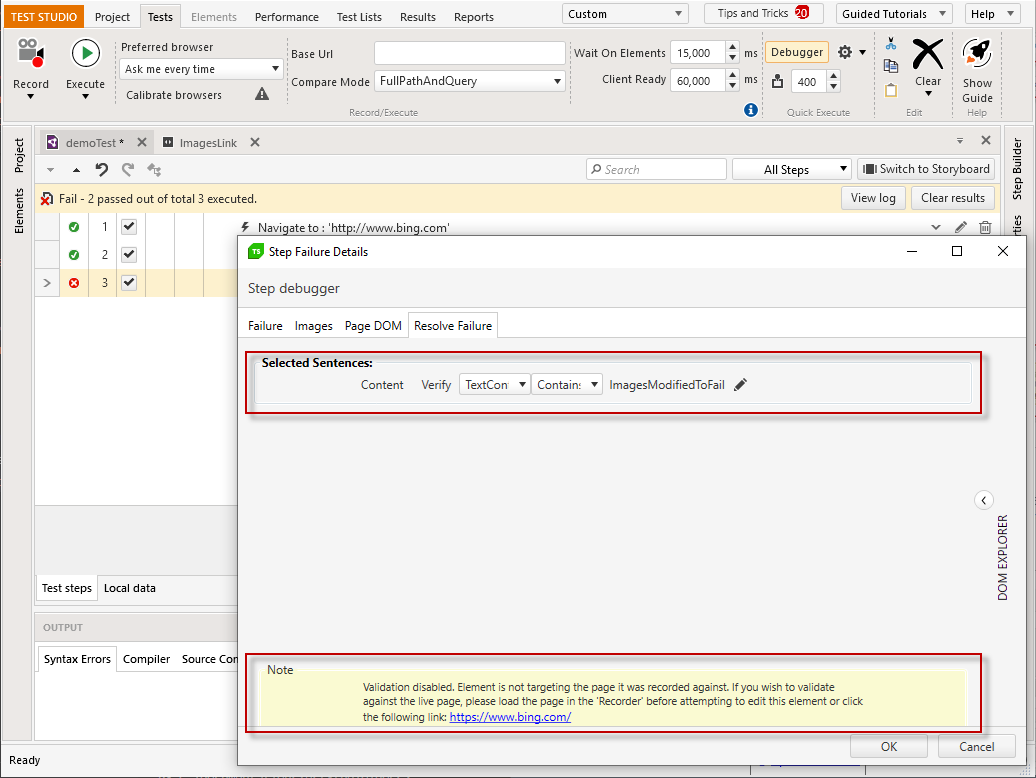 TEST STUDIO Project Tests Elements Performance Test Lists Results Reports Custom Tips and Tricks 20 Guided Tutorials Help
Record
Execute
Preferred browser
Ask me every time
Calibrate browsers
Base Url
Compare Mode FullPathAndQuery
Record/Execute
Wait On Elements 15,000 ms
Client Ready 60,000 ms
Debugger
400
Quick Execute
Clear
Edit
Show
Guide
Help
Project
Elements
demoTest * ImagesLink
Search All Steps Switch to Storyboard
Step Builder
Fail - 2 passed out of total 3 executed. View log Clear results
1 Navigate to : 'http://www.bing.com'
2
3
TS Step Failure Details
Step debugger
Failure Images Page DOM Resolve Failure
Selected Sentences:
Content Verify TextCon Contains ImagesModifiedToFail
DOM EXPLORER
Test steps Local data
OUTPUT
Syntax Errors Compiler Source Con
Note
Validation disabled. Element is not targeting the page it was recorded against. If you wish to validate
against the live page, please load the page in the 'Recorder' before attempting to edit this element or click
the following link: https://www.bing.com/
OK Cancel
Ready